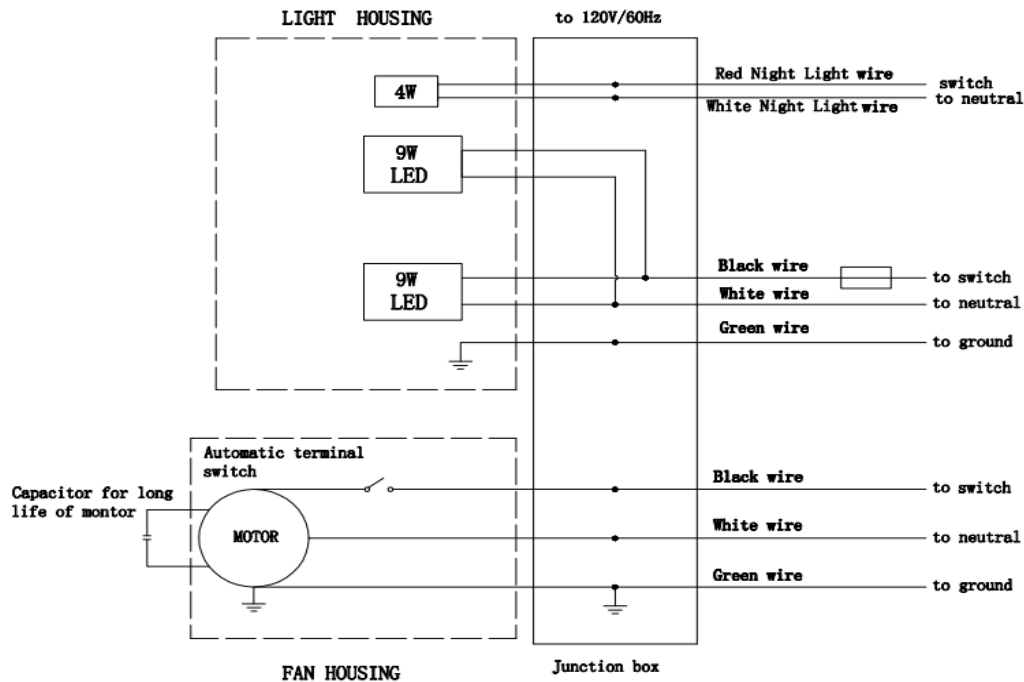 LIGHT HOUSING
to 120V/60Hz
Red Night Light wire
switch
4W
to neutral
White Night Light wire
9W
LED
Black wire
9W
to switch
LED
White wire
to neutral
Green wire
to ground
Automatic terminal
switch
Black wire
to switch
Capacitor for long
life of montor
MOTOR
White wire
to neutral
Green wire
to ground
FAN HOUSING
Junction box